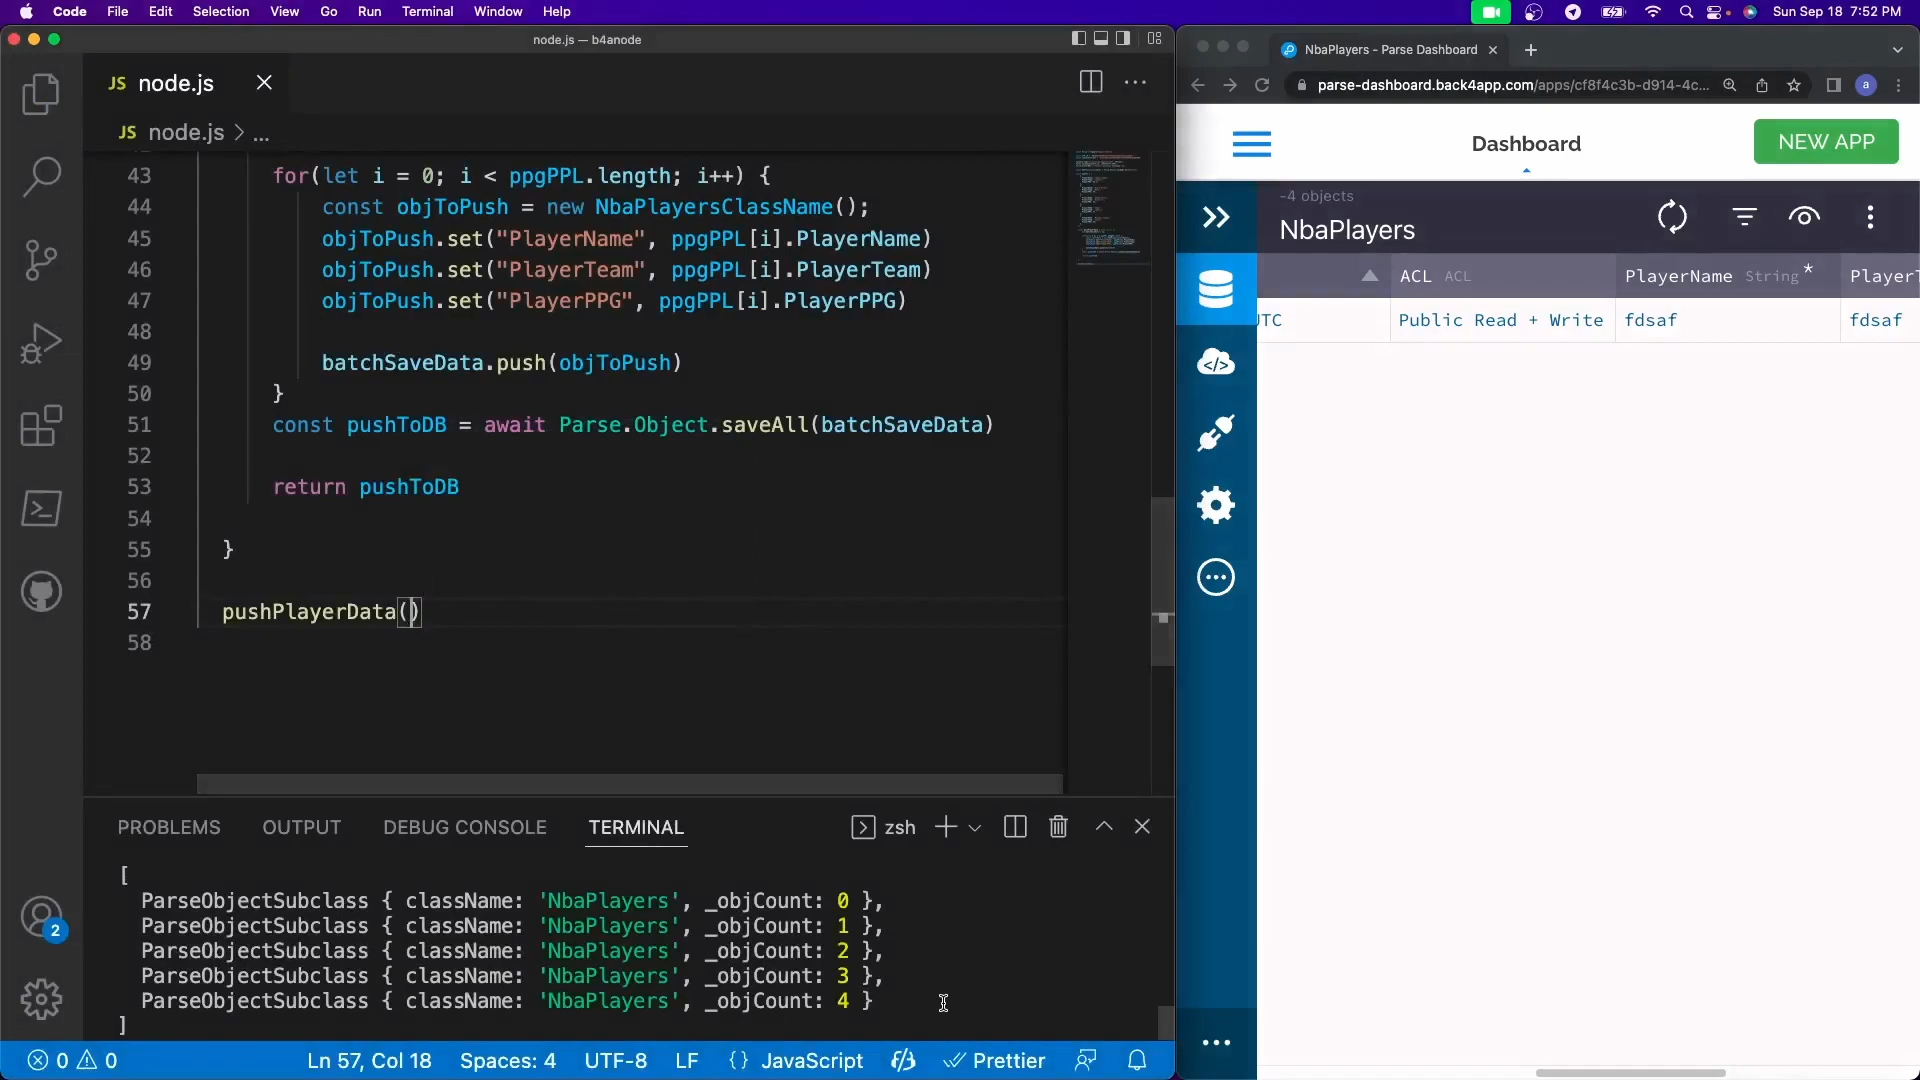 Code File Edit Selection View Go Run Terminal Window Help Sun Sep 18 7:52 PM
node.js — b4anode
JS node.js
JS node.js > ...
43 for(let i = 0; i < ppgPPL.length; i++) {
44 const objToPush = new NbaPlayersClassName();
45 objToPush.set("PlayerName", ppgPPL[i].PlayerName)
46 objToPush.set("PlayerTeam", ppgPPL[i].PlayerTeam)
47 objToPush.set("PlayerPPG", ppgPPL[i].PlayerPPG)
48
49 batchSaveData.push(objToPush)
50 }
51 const pushToDB = await Parse.Object.saveAll(batchSaveData)
52
53 return pushToDB
54
55 }
56
57 pushPlayerData()
58
PROBLEMS OUTPUT DEBUG CONSOLE TERMINAL zsh
[
ParseObjectSubclass { className: 'NbaPlayers', _objCount: 0 },
ParseObjectSubclass { className: 'NbaPlayers', _objCount: 1 },
ParseObjectSubclass { className: 'NbaPlayers', _objCount: 2 },
ParseObjectSubclass { className: 'NbaPlayers', _objCount: 3 },
ParseObjectSubclass { className: 'NbaPlayers', _objCount: 4 }
]
2
0 0 Ln 57, Col 18 Spaces: 4 UTF-8 LF {} JavaScript Prettier
NbaPlayers - Parse Dashboard
parse-dashboard.back4app.com/apps/cf8f4c3b-d914-4c... a
Dashboard
NEW APP
-4 objects
NbaPlayers
ACL ACL PlayerName String * PlayerT
UTC Public Read + Write fdsaf fdsaf